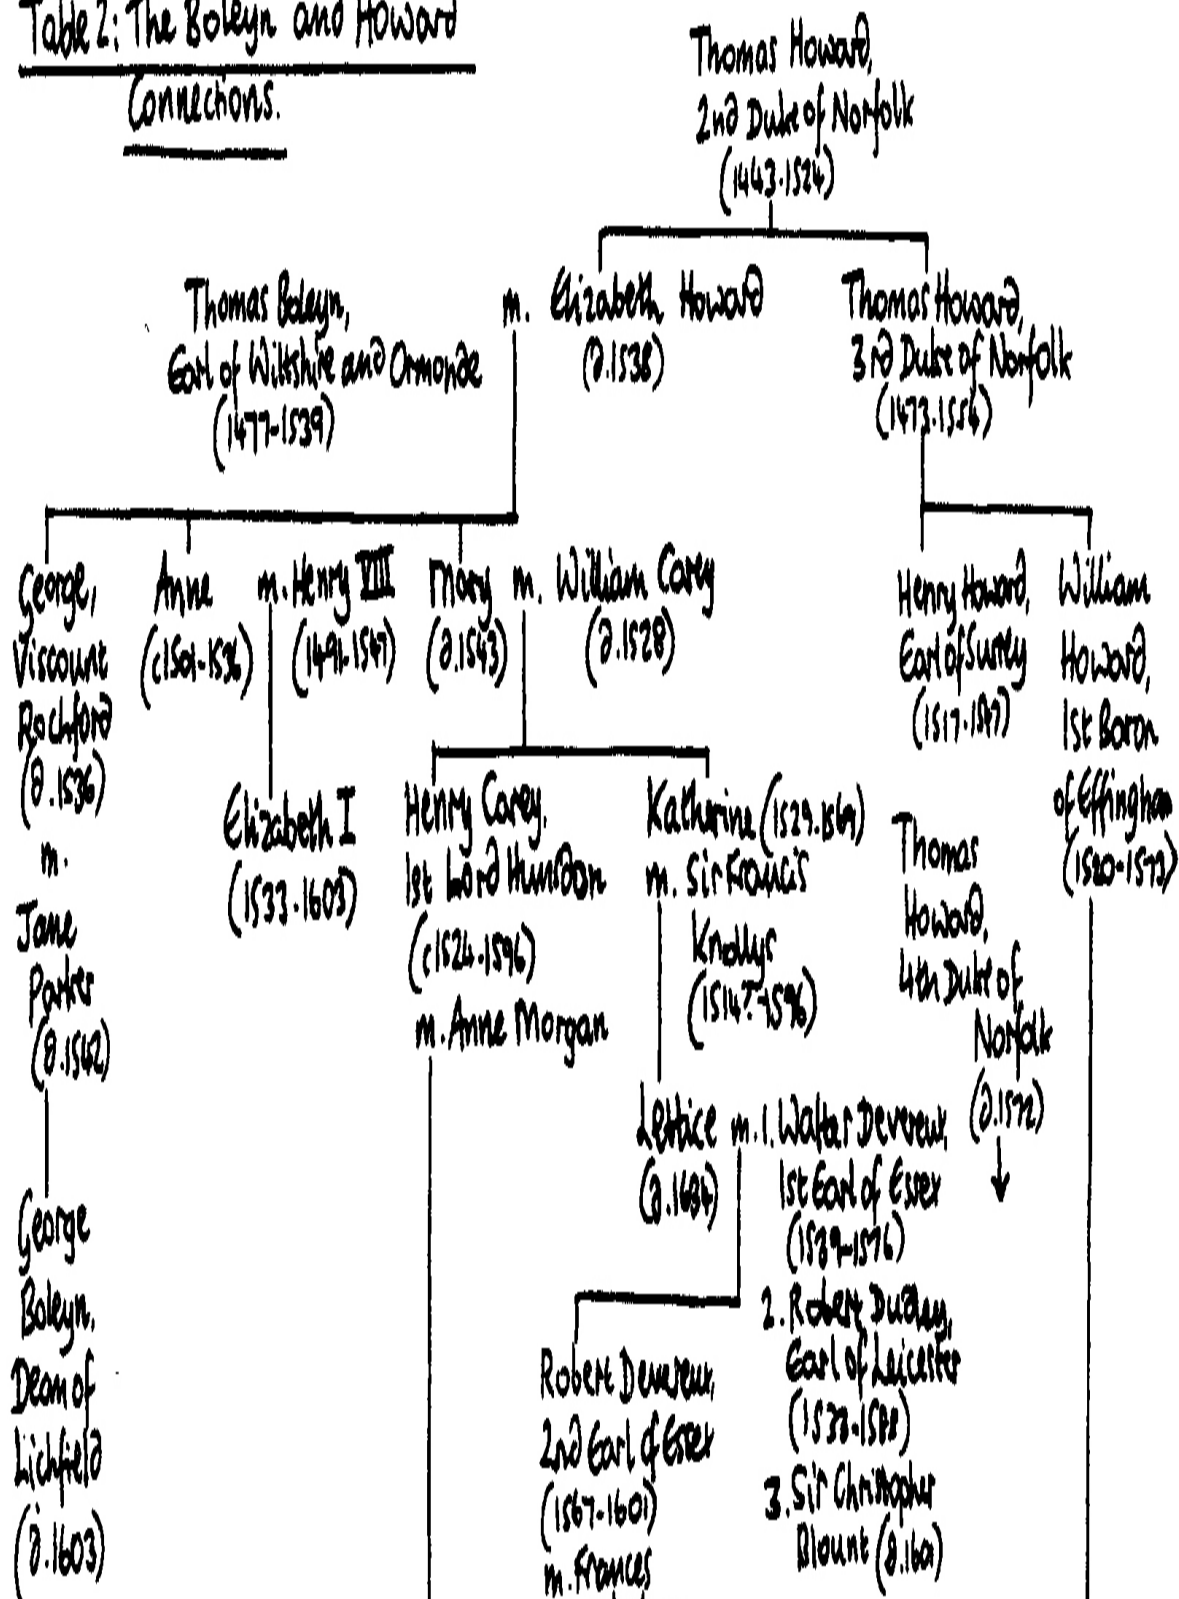 Table 2: The Boleyn and Howard
Connections.
Thomas Howard,
2nd Duke of Norfolk
(1443-1524)
Thomas Boleyn,
Earl of Wiltshire and Ormonde
(1477-1539)
m. Elizabeth Howard
(d.1538)
Thomas Howard,
3rd Duke of Norfolk
(1473-1554)
George,
Viscount
Rochford
(d.1536)
m.
Jane
Parker
(d.1542)
Anne
(c1501-1536)
m. Henry VIII
(1491-1547)
Mary
(d.1543)
m. William Carey
(d.1528)
Henry Howard,
Earl of Surrey
(1517-1547)
William
Howard,
1st Baron
of Effingham
(1520-1573)
Elizabeth I
(1533-1603)
Henry Carey,
1st Lord Hunsdon
(c1524-1596)
m. Anne Morgan
Katherine (1529-1569)
m. Sir Francis
Knollys
(1514?-1596)
Thomas
Howard,
4th Duke of
Norfolk
(d.1572)
Lettice
(d.1634)
m. 1. Walter Devereux,
1st Earl of Essex
(1539-1576)
2. Robert Dudley,
Earl of Leicester
(1533-1588)
3. Sir Christopher
Blount (d.1601)
George
Boleyn,
Dean of
Lichfield
(d.1603)
Robert Devereux,
2nd Earl of Essex
(1567-1601)
m. Frances